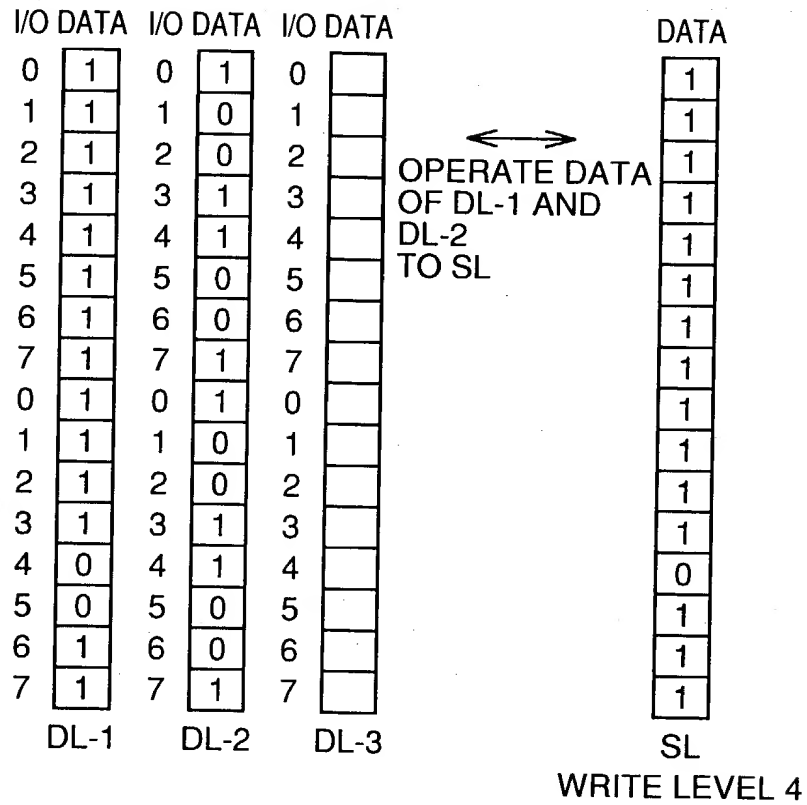 I/O DATA I/O DATA I/O DATA DATA
0 1 0 1 0 1
1 1 1 0 1 1
2 1 2 0 2 1
3 1 3 1 3 1
4 1 4 1 4 1
5 1 5 0 5 1
6 1 6 0 6 1
7 1 7 1 7 1
0 1 0 1 0 1
1 1 1 0 1 1
2 1 2 0 2 1
3 1 3 1 3 1
4 0 4 1 4 0
5 0 5 0 5 1
6 1 6 0 6 1
7 1 7 1 7 1
OPERATE DATA
OF DL-1 AND
DL-2
TO SL
DL-1 DL-2 DL-3 SL
WRITE LEVEL 4